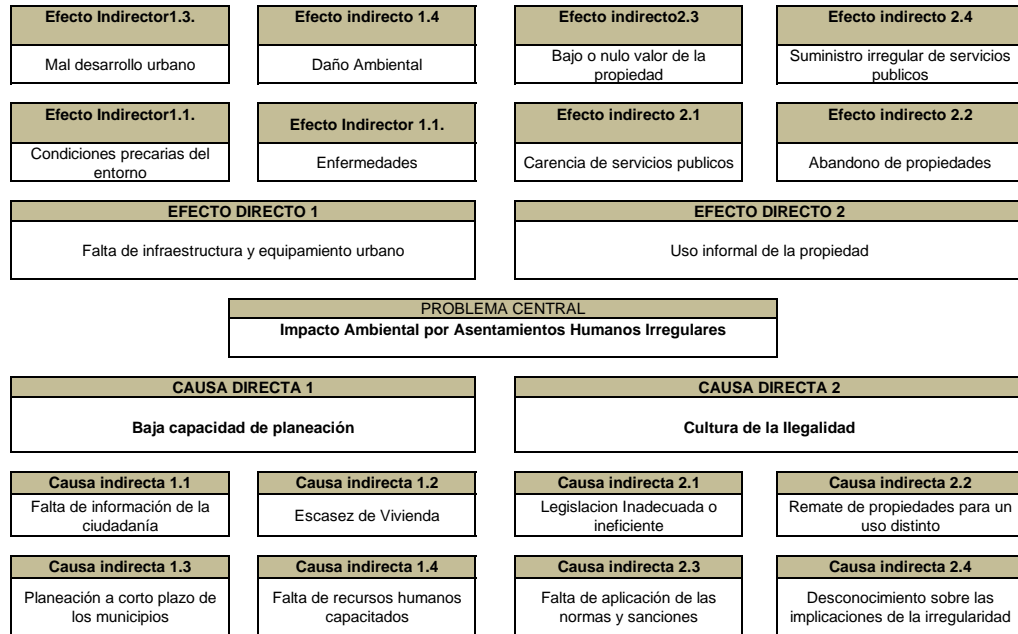 Efecto Indirector1.3.
Efecto indirecto 1.4
Efecto indirecto2.3
Efecto indirecto 2.4
Mal desarrollo urbano
Daño Ambiental
Bajo o nulo valor de la
propiedad
Suministro irregular de servicios
publicos
Efecto Indirector1.1.
Efecto Indirector 1.1.
Efecto indirecto 2.1
Efecto indirecto 2.2
Condiciones precarias del
entorno
Enfermedades
Carencia de servicios publicos
Abandono de propiedades
EFECTO DIRECTO 1
EFECTO DIRECTO 2
Falta de infraestructura y equipamiento urbano
Uso informal de la propiedad
PROBLEMA CENTRAL
Impacto Ambiental por Asentamientos Humanos Irregulares
CAUSA DIRECTA 1
CAUSA DIRECTA 2
Baja capacidad de planeación
Cultura de la Ilegalidad
Causa indirecta 1.1
Causa indirecta 1.2
Causa indirecta 2.1
Causa indirecta 2.2
Falta de información de la
ciudadanía
Escasez de Vivienda
Legislacion Inadecuada o
ineficiente
Remate de propiedades para un
uso distinto
Causa indirecta 1.3
Causa indirecta 1.4
Causa indirecta 2.3
Causa indirecta 2.4
Planeación a corto plazo de
los municipios
Falta de recursos humanos
capacitados
Falta de aplicación de las
normas y sanciones
Desconocimiento sobre las
implicaciones de la irregularidad